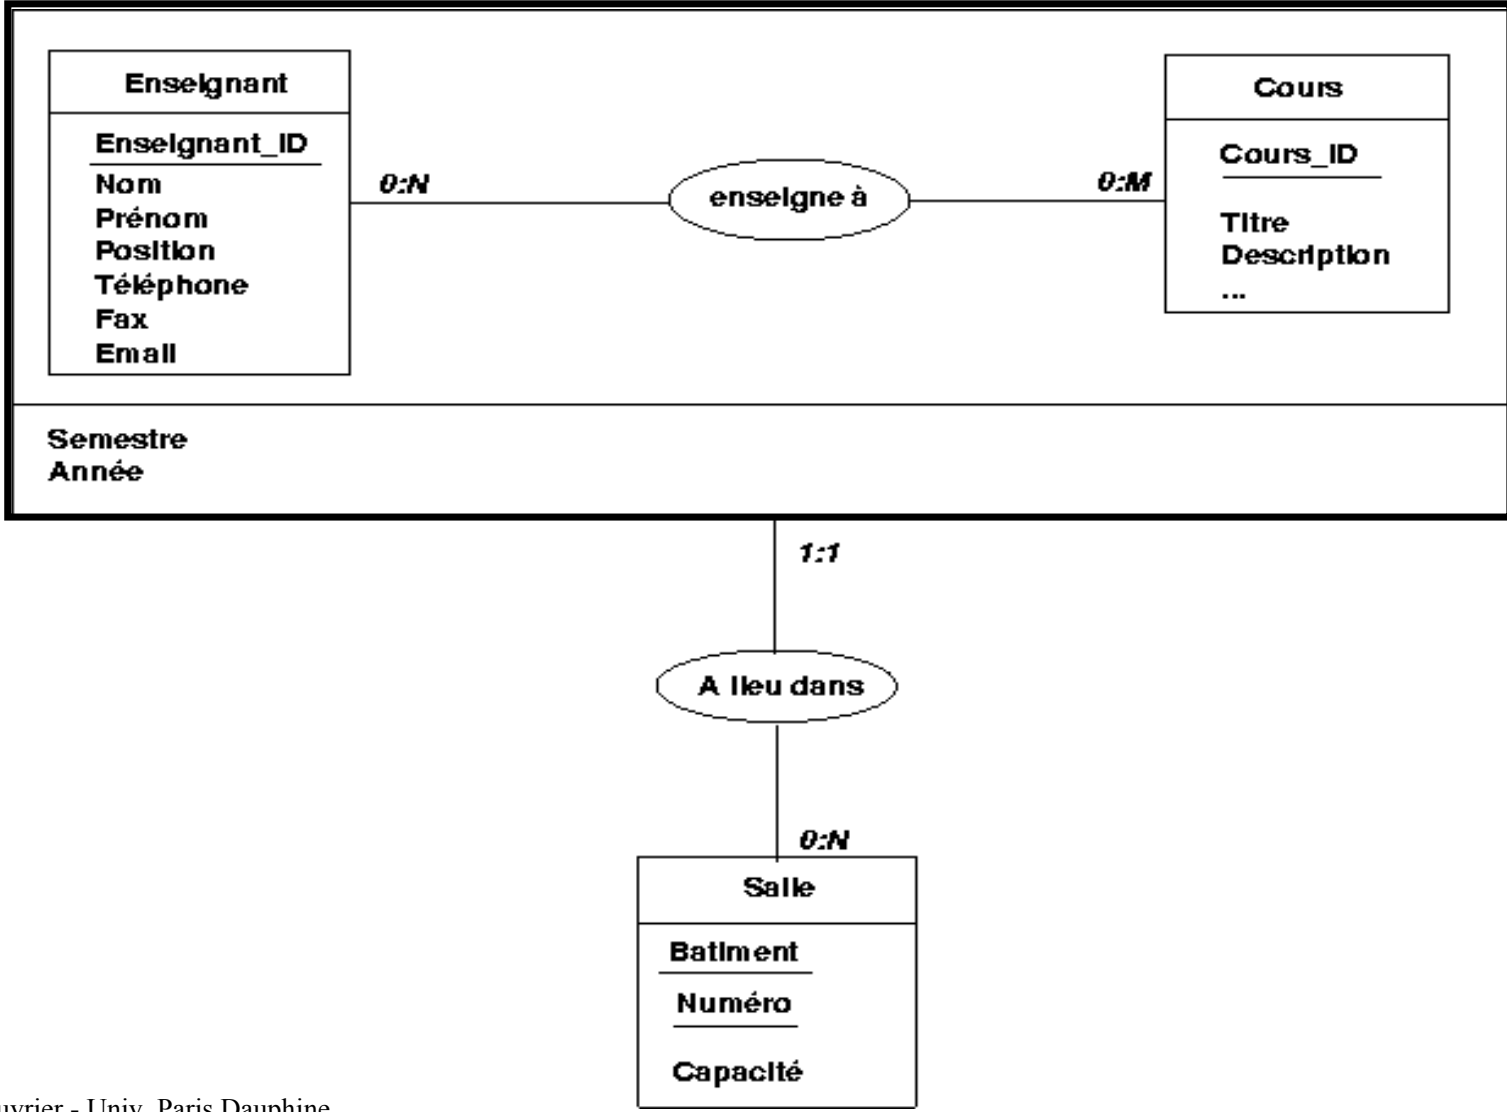 Enseignant
Enseignant_ID
Nom
Prénom
Position
Téléphone
Fax
Email
0:N
enseigne à
0:M
Cours
Cours_ID
Titre
Description
...
Semestre
Année
1:1
A lieu dans
0:N
Salle
Batiment
Numéro
Capacité
- Univ. Paris Dauphine